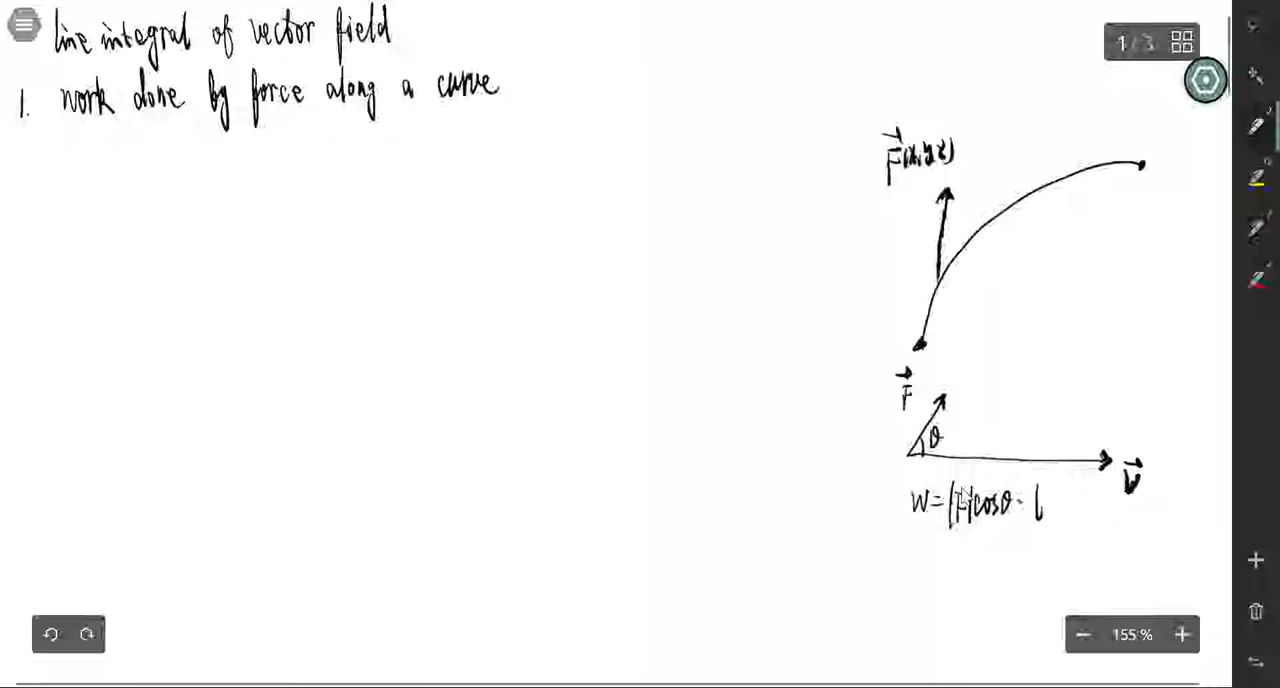 line integral of vector field
1. work done by force along a curve
1 / 3
F(x,y,z)
F
θ
V
W=|F|cosθ· l
155 %